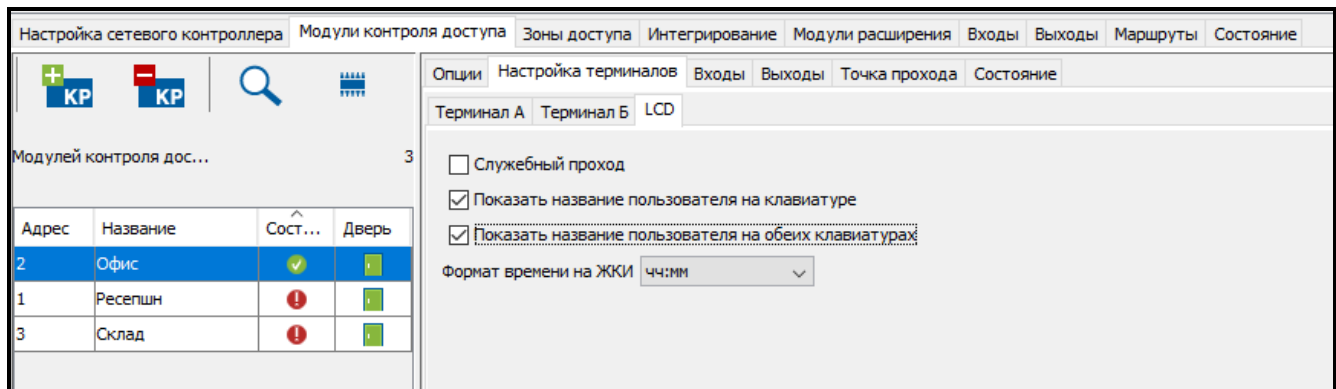 Настройка сетевого контроллера Модули контроля доступа Зоны доступа Интегрирование Модули расширения Входы Выходы Маршруты Состояние
КР КР
Модулей контроля дос... 3
Адрес Название Сост... Дверь
2 Офис
1 Ресепшн
3 Склад
Опции Настройка терминалов Входы Выходы Точка прохода Состояние
Терминал А Терминал Б LCD
Служебный проход
Показать название пользователя на клавиатуре
Показать название пользователя на обеих клавиатурах
Формат времени на ЖКИ чч:мм